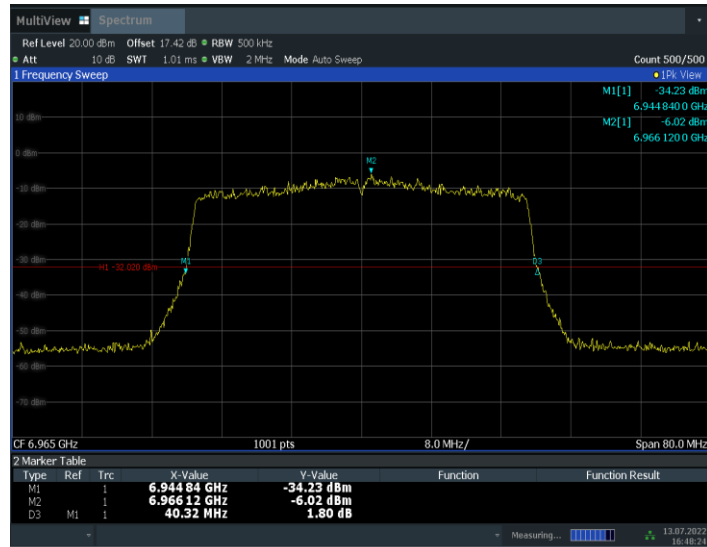 MultiView Spectrum
Ref Level 20.00 dBm Offset 17.42 dB RBW 500 kHz
Att 10 dB SWT 1.01 ms VBW 2 MHz Mode Auto Sweep Count 500/500
1 Frequency Sweep 1Pk View
M1[1] -34.23 dBm
6.944 840 0 GHz
M2[1] -6.02 dBm
6.966 120 0 GHz
10 dBm
0 dBm
M2
-10 dBm
-20 dBm
-30 dBm
M1
D3
H1 -32.020 dBm
-40 dBm
-50 dBm
-60 dBm
-70 dBm
CF 6.965 GHz 1001 pts 8.0 MHz/ Span 80.0 MHz
2 Marker Table
Type Ref Trc X-Value Y-Value Function Function Result
M1 1 6.944 84 GHz -34.23 dBm
M2 1 6.966 12 GHz -6.02 dBm
D3 M1 1 40.32 MHz 1.80 dB
Measuring... 13.07.2022
16:48:24